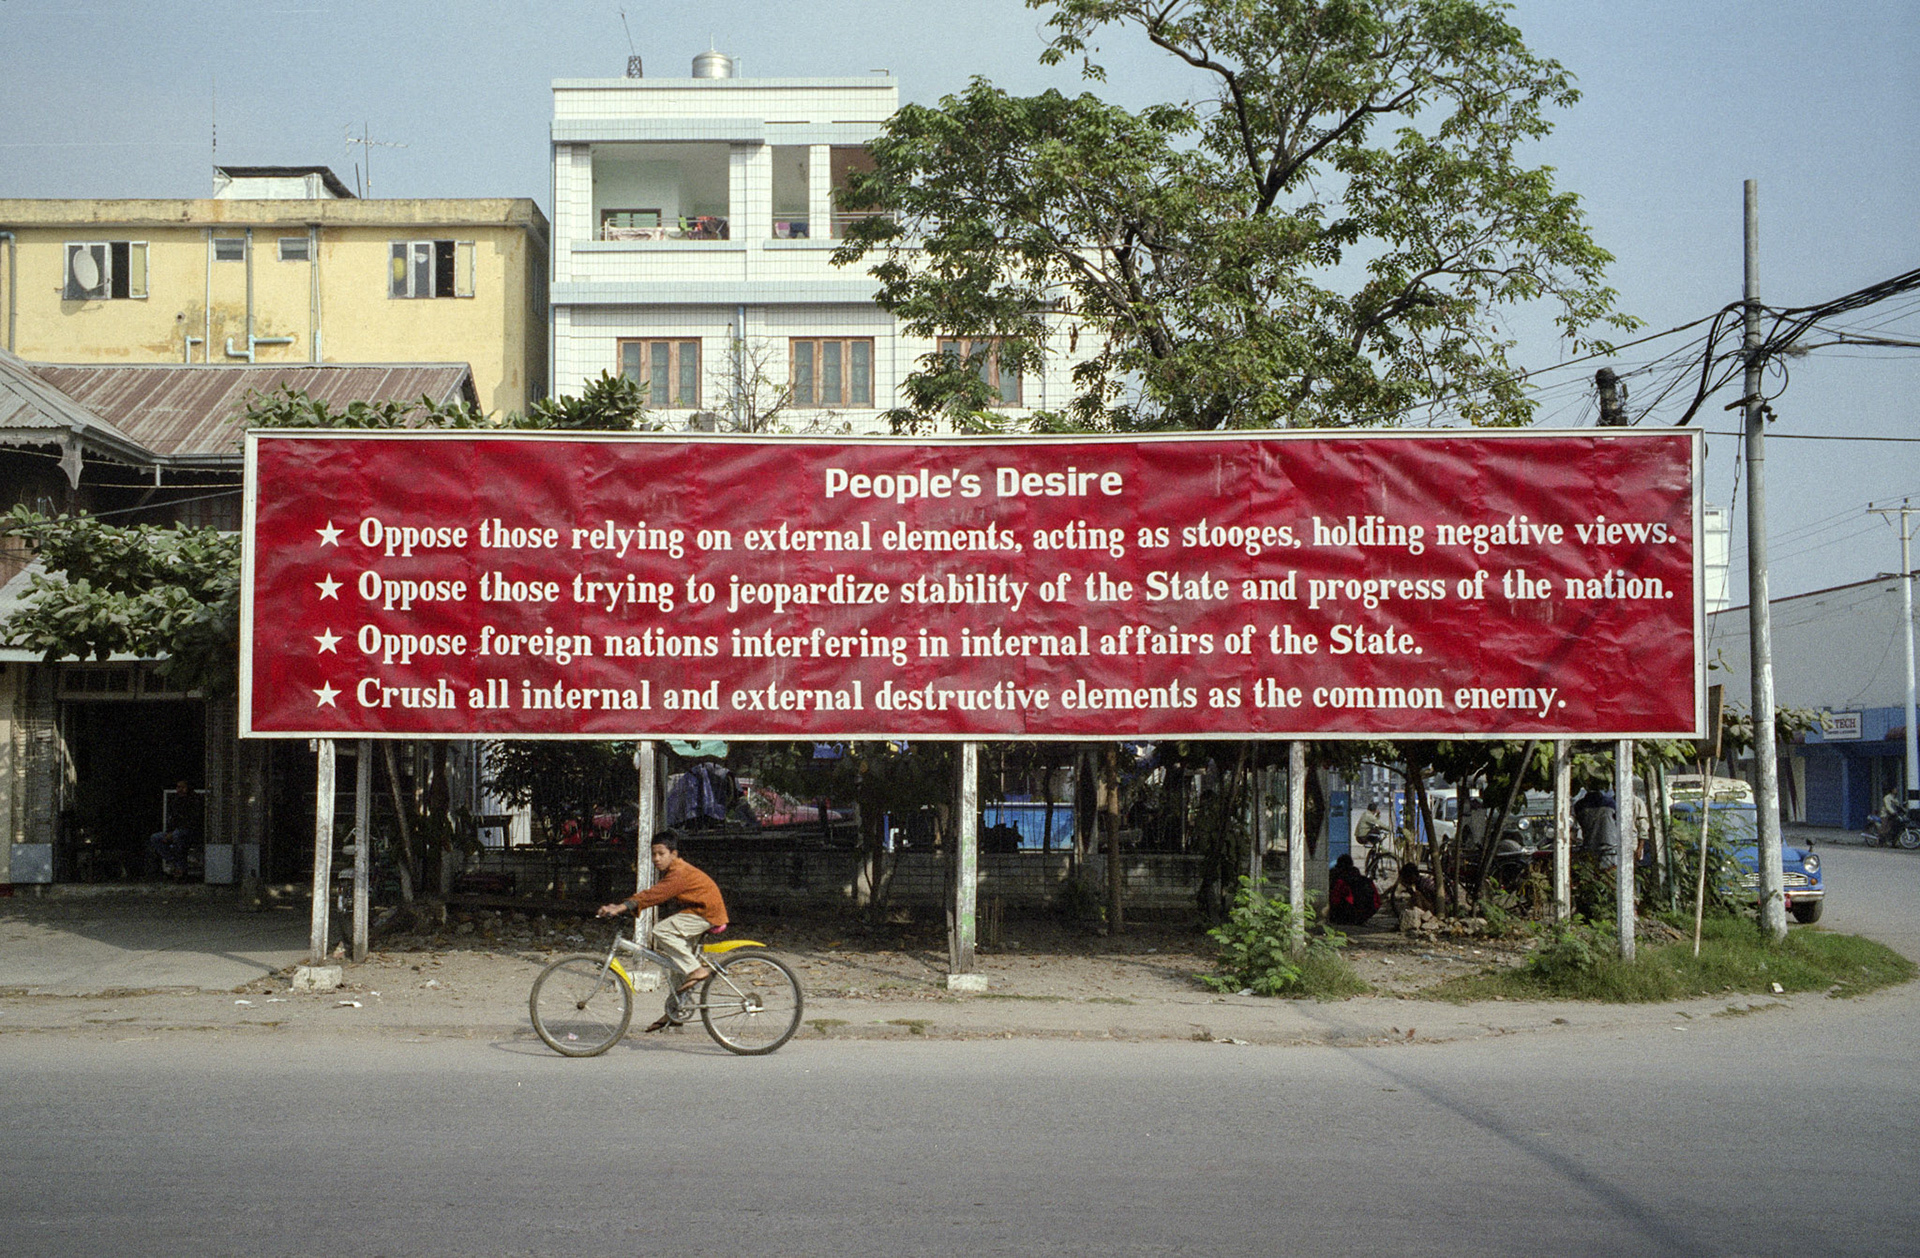 People's Desire
★ Oppose those relying on external elements, acting as stooges, holding negative views.
★ Oppose those trying to jeopardize stability of the State and progress of the nation.
★ Oppose foreign nations interfering in internal affairs of the State.
★ Crush all internal and external destructive elements as the common enemy.
TECH